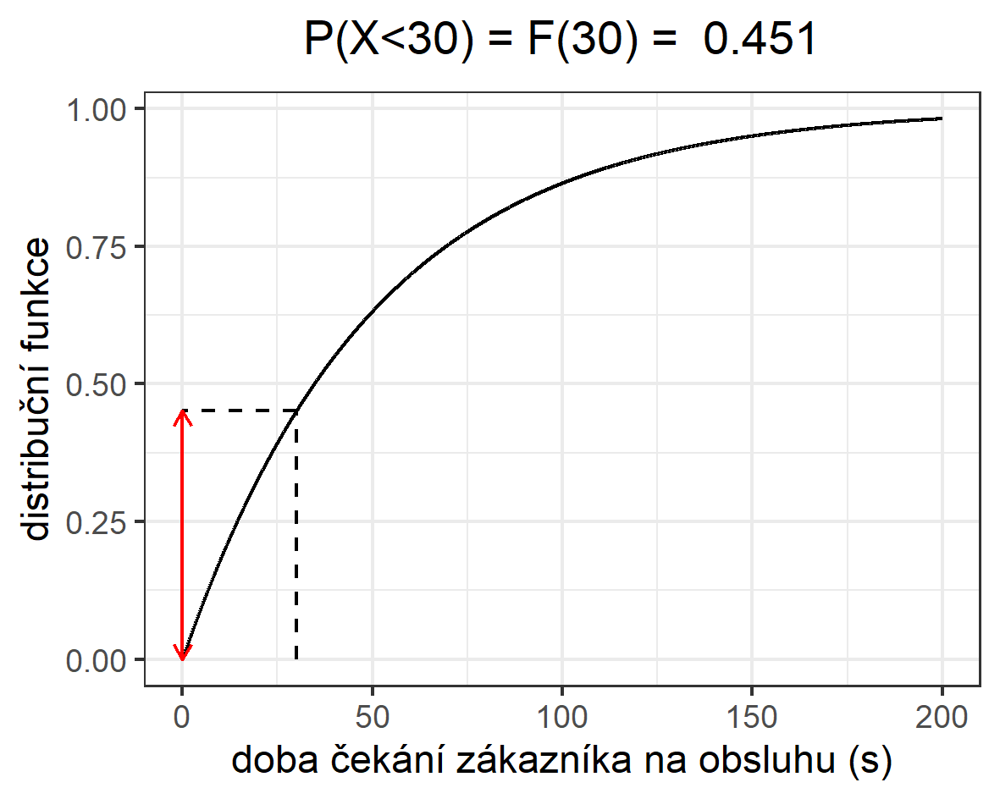 P(X<30) = F(30) =  0.451
1.00
0.75
0.50
0.25
0.00
distribuční funkce
0 50 100 150 200
doba čekání zákazníka na obsluhu (s)